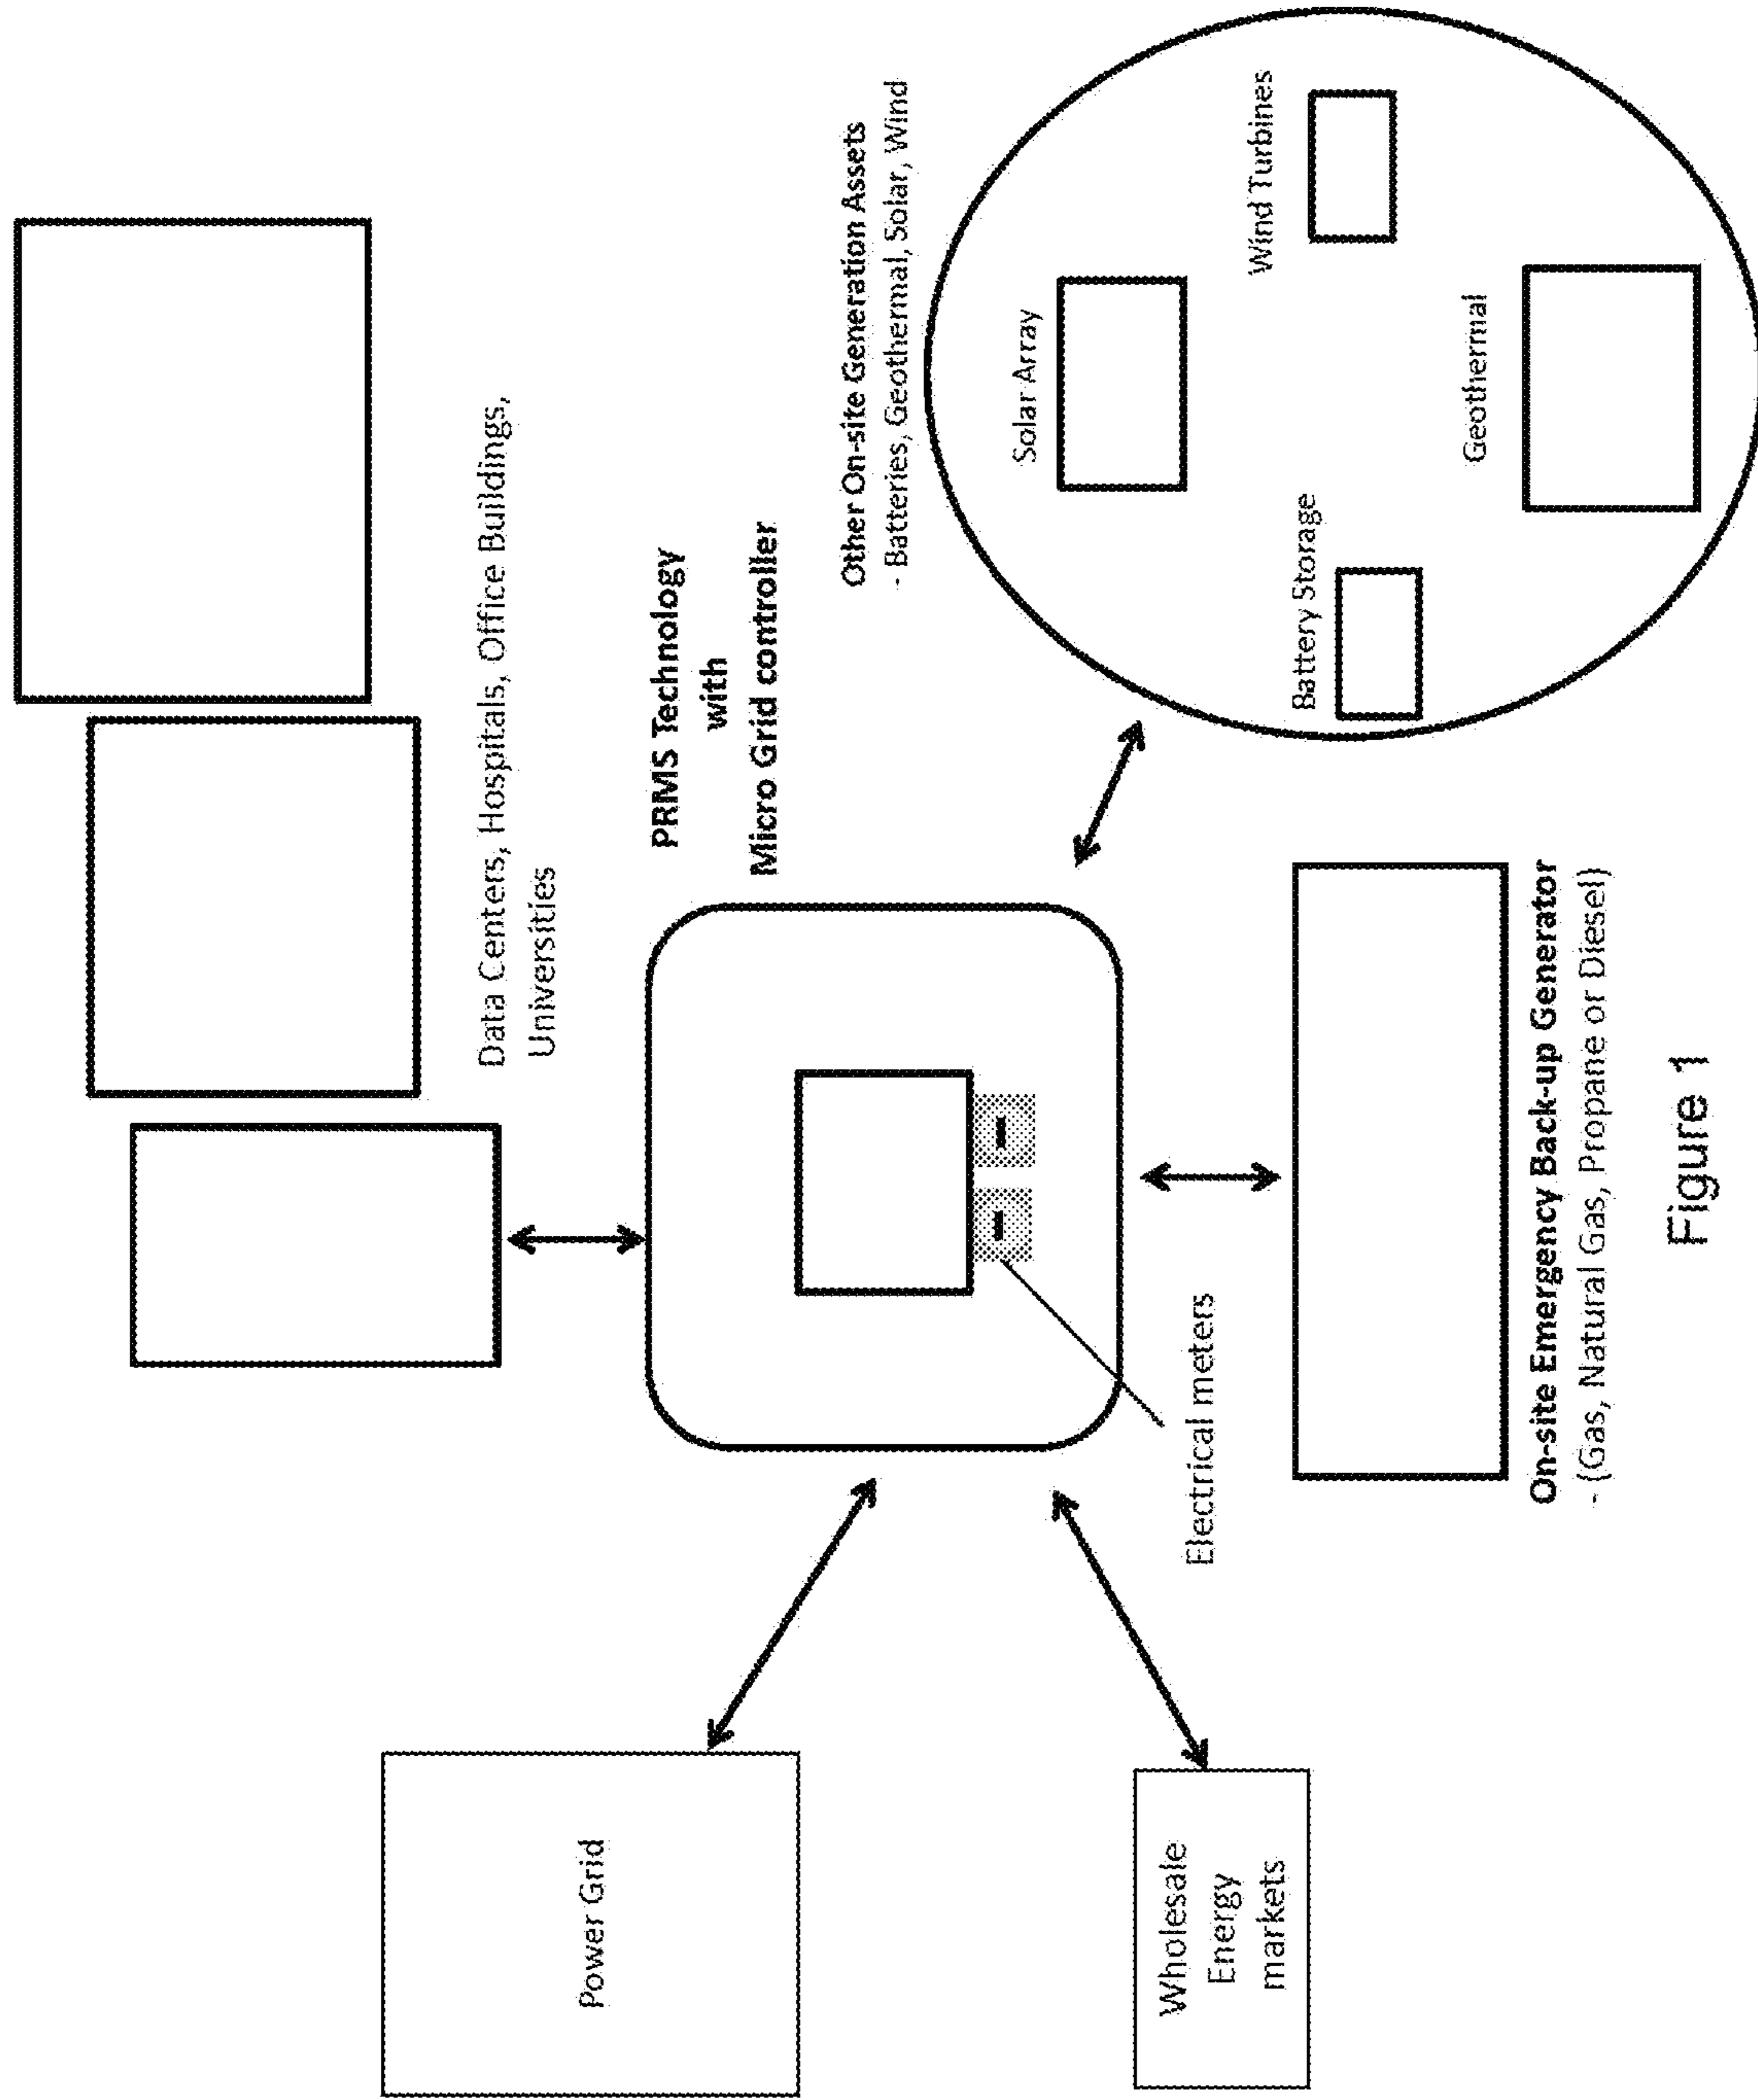 Data Centers, Hospitals, Office Buildings,
Universities
Power Grid
PRMS Technology
with
Micro Grid controller
Other On-site Generation Assets
- Batteries, Geothermal, Solar, Wind
Solar Array
Wind Turbines
Battery Storage
Geothermal
Wholesale
Energy
markets
Electrical meters
On-site Emergency Back-up Generator
- (Gas, Natural Gas, Propane or Diesel)
Figure 1